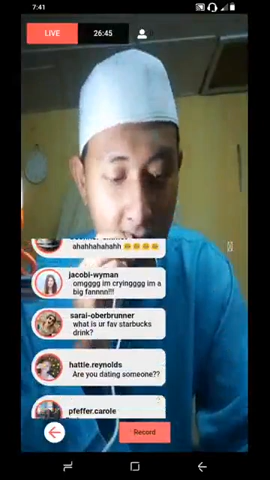 7:41
LIVE
26:45
ahahhahahahh
jacobi-wyman
omgggg im cryingggg im a
big fannnn!!!
sarai-oberbrunner
what is ur fav starbucks
drink?
hattie.reynolds
Are you dating someone??
pfeffer.carole
Record